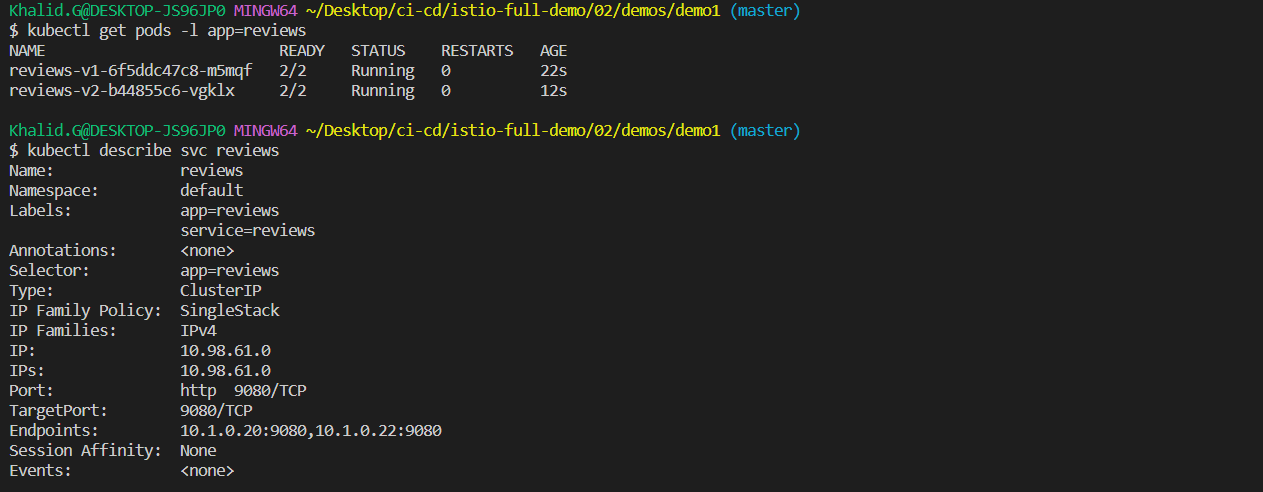 Khalid.G@DESKTOP-JS96JP0 MINGW64 ~/Desktop/ci-cd/istio-full-demo/02/demos/demo1 (master)
$ kubectl get pods -l app=reviews
NAME                          READY   STATUS    RESTARTS   AGE
reviews-v1-6f5ddc47c8-m5mqf   2/2     Running   0          22s
reviews-v2-b44855c6-vgklx     2/2     Running   0          12s

Khalid.G@DESKTOP-JS96JP0 MINGW64 ~/Desktop/ci-cd/istio-full-demo/02/demos/demo1 (master)
$ kubectl describe svc reviews
Name:              reviews
Namespace:         default
Labels:            app=reviews
                   service=reviews
Annotations:       <none>
Selector:          app=reviews
Type:              ClusterIP
IP Family Policy:  SingleStack
IP Families:       IPv4
IP:                10.98.61.0
IPs:               10.98.61.0
Port:              http  9080/TCP
TargetPort:        9080/TCP
Endpoints:         10.1.0.20:9080,10.1.0.22:9080
Session Affinity:  None
Events:            <none>